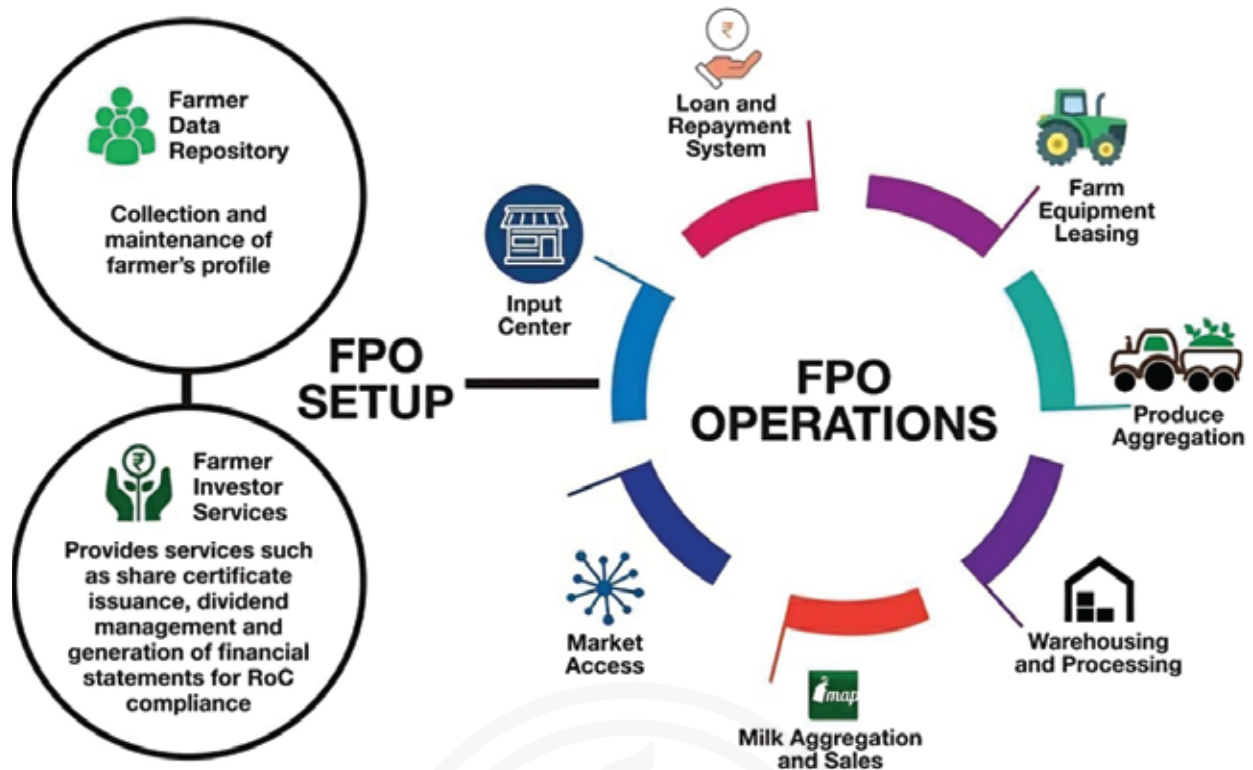 Farmer
Data
Repository
Collection and
maintenance of
farmer's profile
Farmer
Investor
Services
Provides services such
as share certificate
issuance, dividend
management and
generation of financial
statements for RoC
compliance
FPO
SETUP
FPO
OPERATIONS
₹
Loan and
Repayment
System
Farm
Equipment
Leasing
Produce
Aggregation
Warehousing
and Processing
map
Milk Aggregation
and Sales
Market
Access
Input
Center
₹